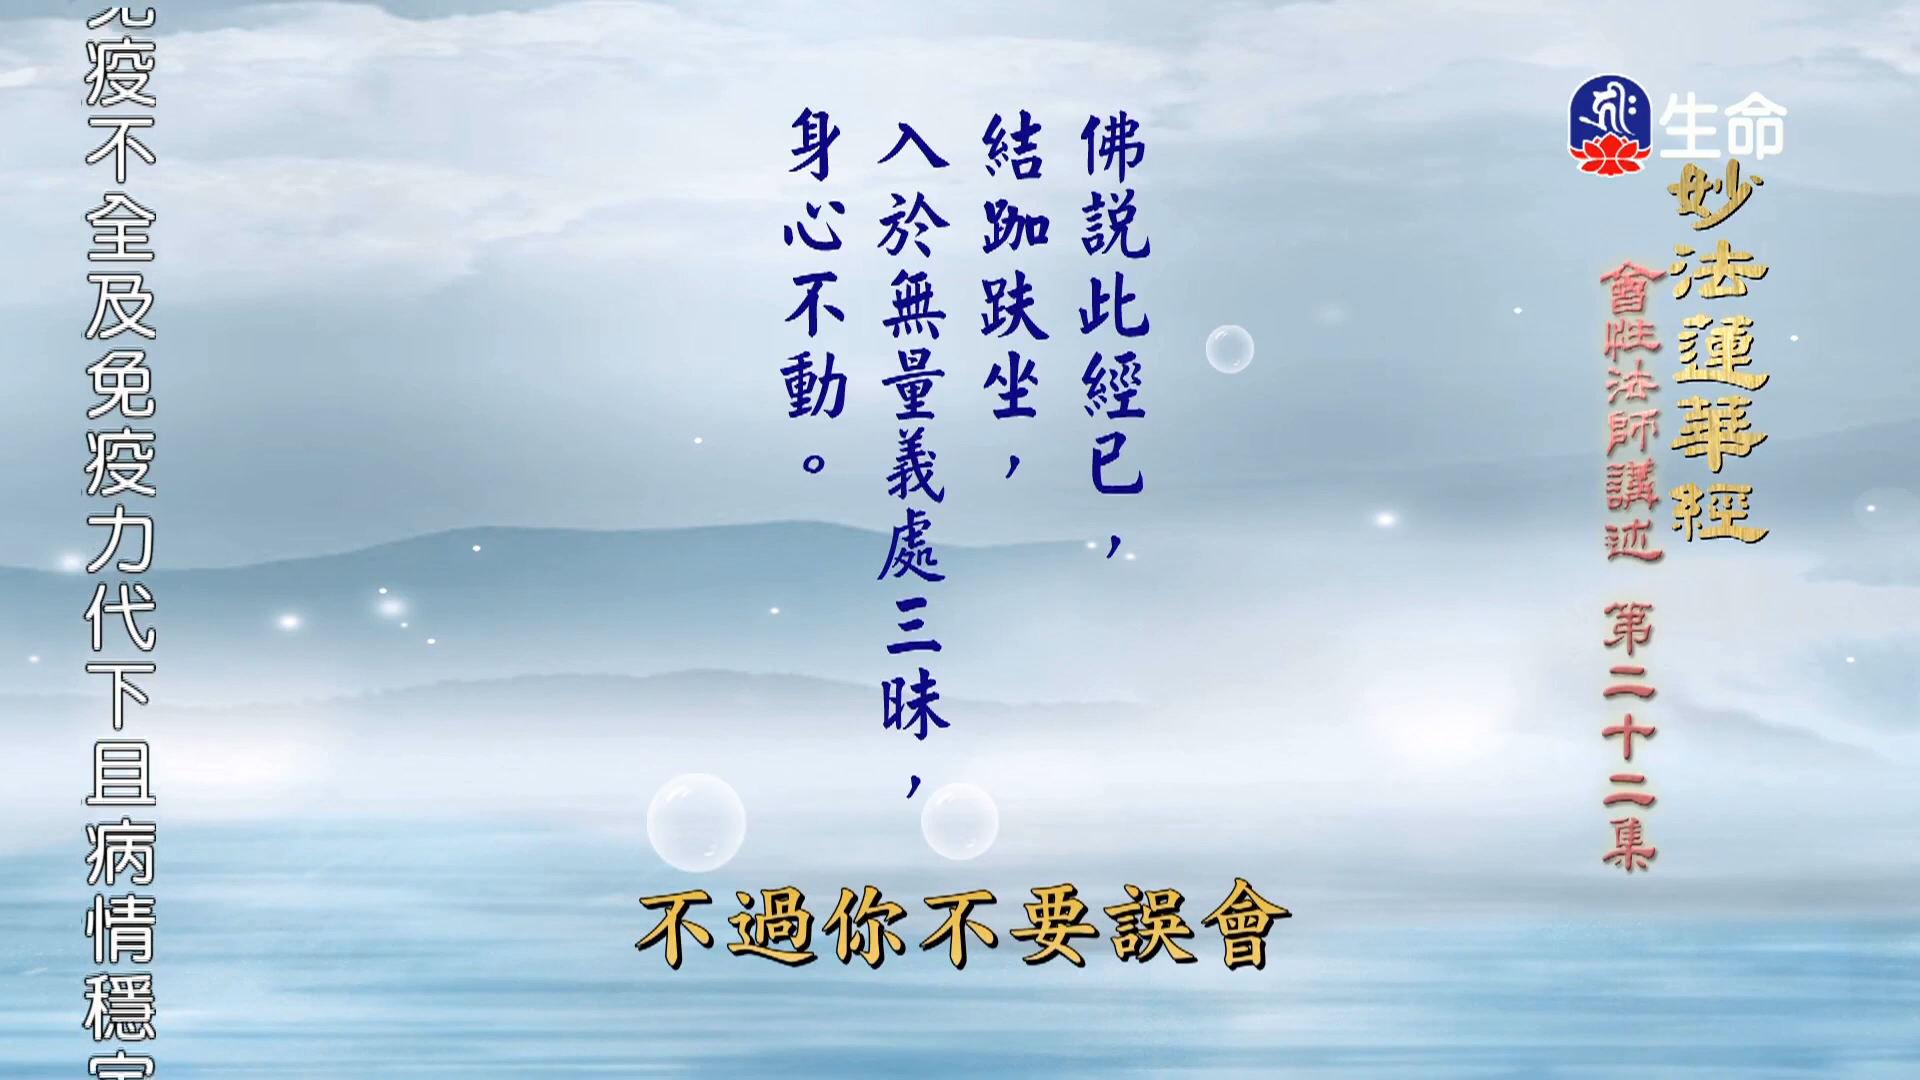 生命
妙法蓮華經
會性法師講述 第二十二集
佛說此經已，
結跏趺坐，
入於無量義處三昧，
身心不動。
免疫不全及免疫力代下且病情穩定
不過你不要誤會